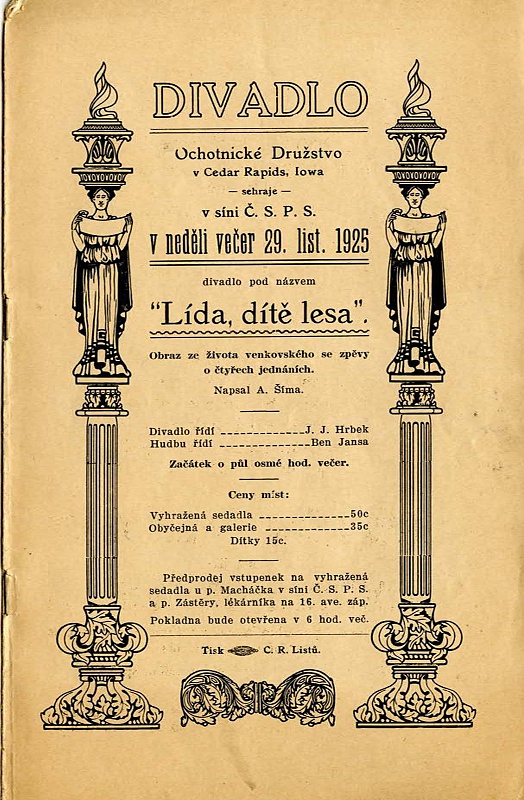 DIVADLO
Ochotnické Družstvo
v Cedar Rapids, Iowa
— sehraje —
v síni Č. S. P. S.
v neděli večer 29. list. 1925
divadlo pod názvem
“Lída, dítě lesa”.
Obraz ze života venkovského se zpěvy
o čtyřech jednáních.
Napsal A. Šíma.
Divadlo řídí _____________J. J. Hrbek
Hudbu řídí ______________Ben Jansa
Začátek o půl osmé hod. večer.
Ceny míst:
Vyhražená sedadla ______________50c
Obyčejná a galerie _____________35c
Dítky 15c.
Předprodej vstupenek na vyhražená
sedadla u p. Macháčka v síni Č. S. P. S.
a p. Zástěry, lékárníka na 16. ave. záp.
Pokladna bude otevřena v 6 hod. več.
Tisk C. R. Listů.